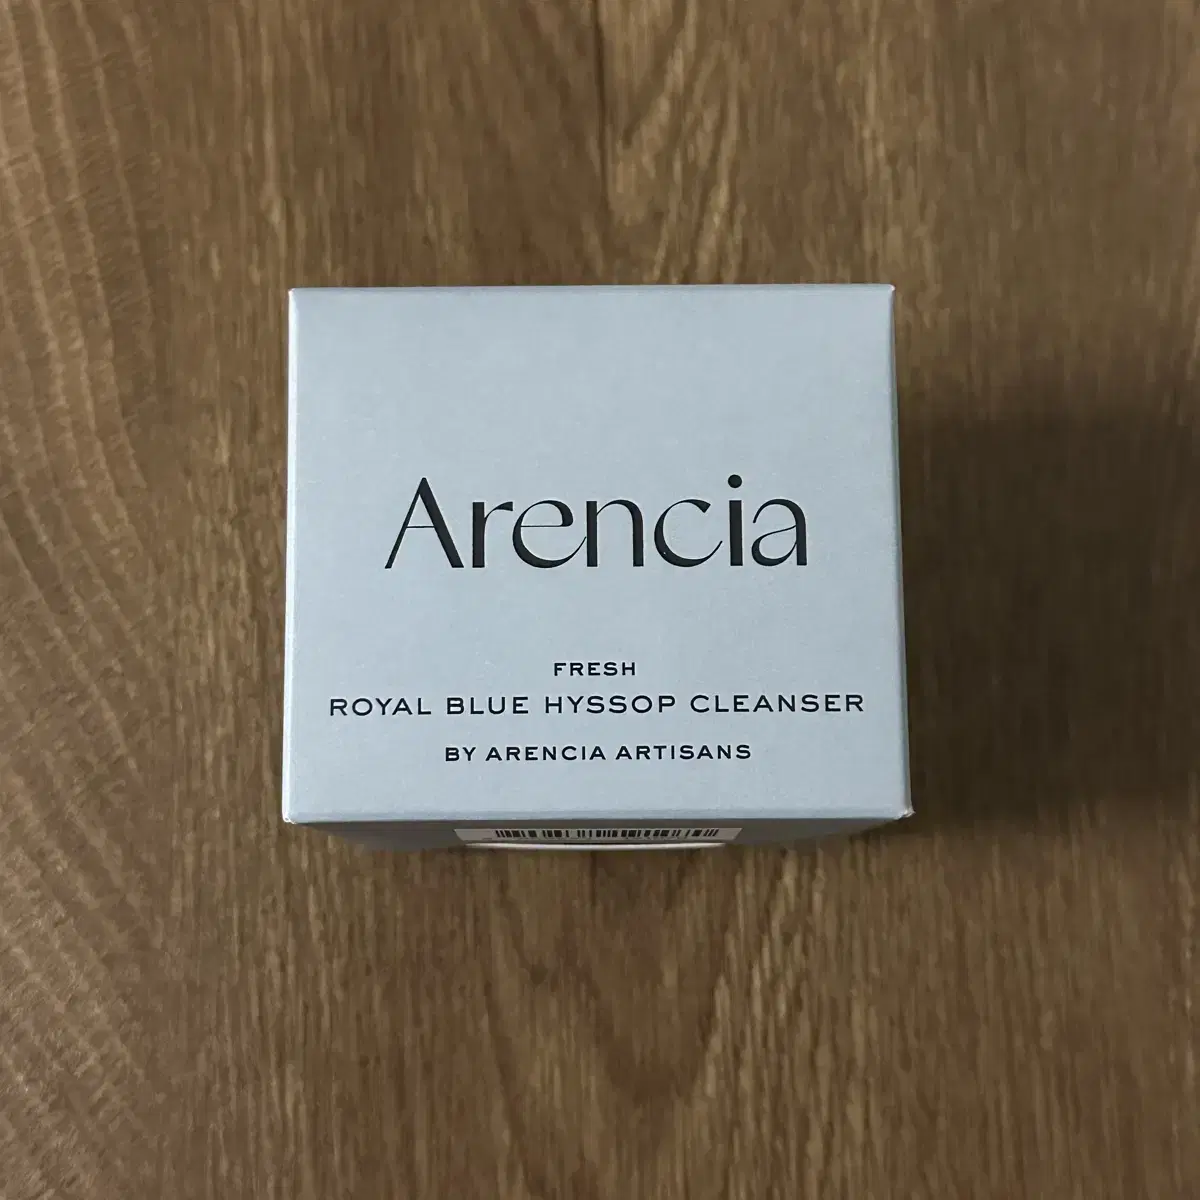 Arencia
FRESH
ROYAL BLUE HYSSOP CLEANSER
BY ARENCIA ARTISANS